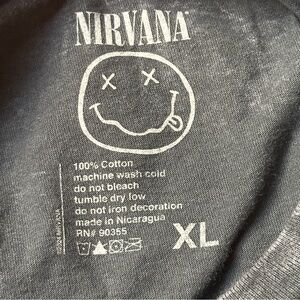 NIRVANA
100% Cotton
machine wash cold
do not bleach
tumble dry low
do not iron decoration
made in Nicaragua
RN# 90355
XL